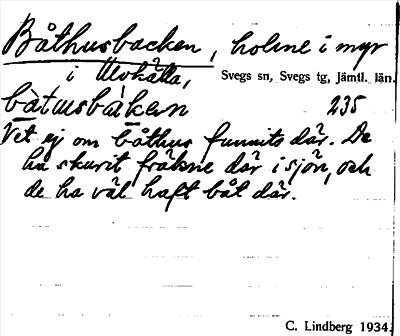 Båthusbacken, holme i myr
i Ulvkälla, Svegs sn, Svegs tg, Jämtl. län.
bàtusbàkan 235
Vet ej om båthus funnits där. De
ha skurit fräkne där i sjön, och
de ha väl haft båt där.
C. Lindberg 1934.